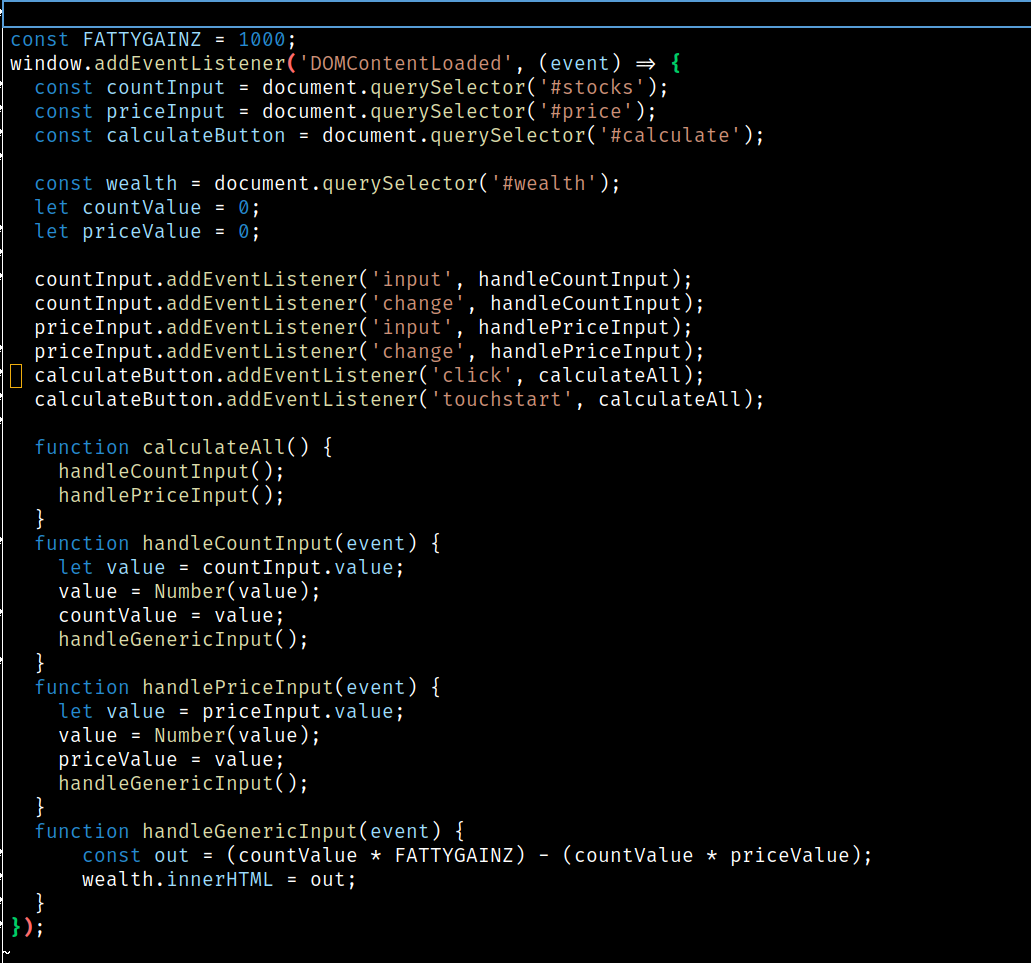 const FATTYGAINZ = 1000;
window.addEventListener('DOMContentLoaded', (event) => {
  const countInput = document.querySelector('#stocks');
  const priceInput = document.querySelector('#price');
  const calculateButton = document.querySelector('#calculate');

  const wealth = document.querySelector('#wealth');
  let countValue = 0;
  let priceValue = 0;

  countInput.addEventListener('input', handleCountInput);
  countInput.addEventListener('change', handleCountInput);
  priceInput.addEventListener('input', handlePriceInput);
  priceInput.addEventListener('change', handlePriceInput);
  calculateButton.addEventListener('click', calculateAll);
  calculateButton.addEventListener('touchstart', calculateAll);

  function calculateAll() {
    handleCountInput();
    handlePriceInput();
  }
  function handleCountInput(event) {
    let value = countInput.value;
    value = Number(value);
    countValue = value;
    handleGenericInput();
  }
  function handlePriceInput(event) {
    let value = priceInput.value;
    value = Number(value);
    priceValue = value;
    handleGenericInput();
  }
  function handleGenericInput(event) {
      const out = (countValue * FATTYGAINZ) - (countValue * priceValue);
      wealth.innerHTML = out;
  }
});
~